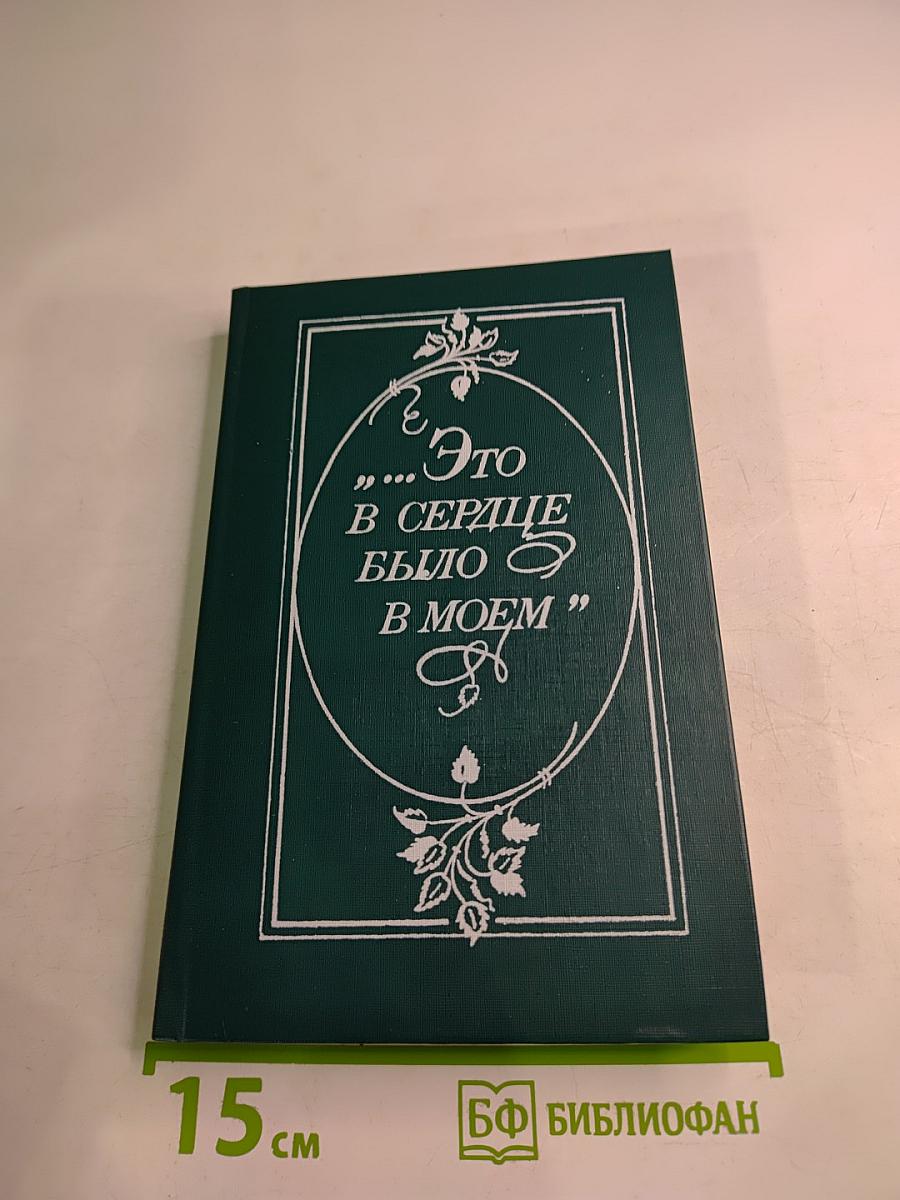 „...Это
в сердце
было
в моем”
15 см
БФ БИБЛИОФАН